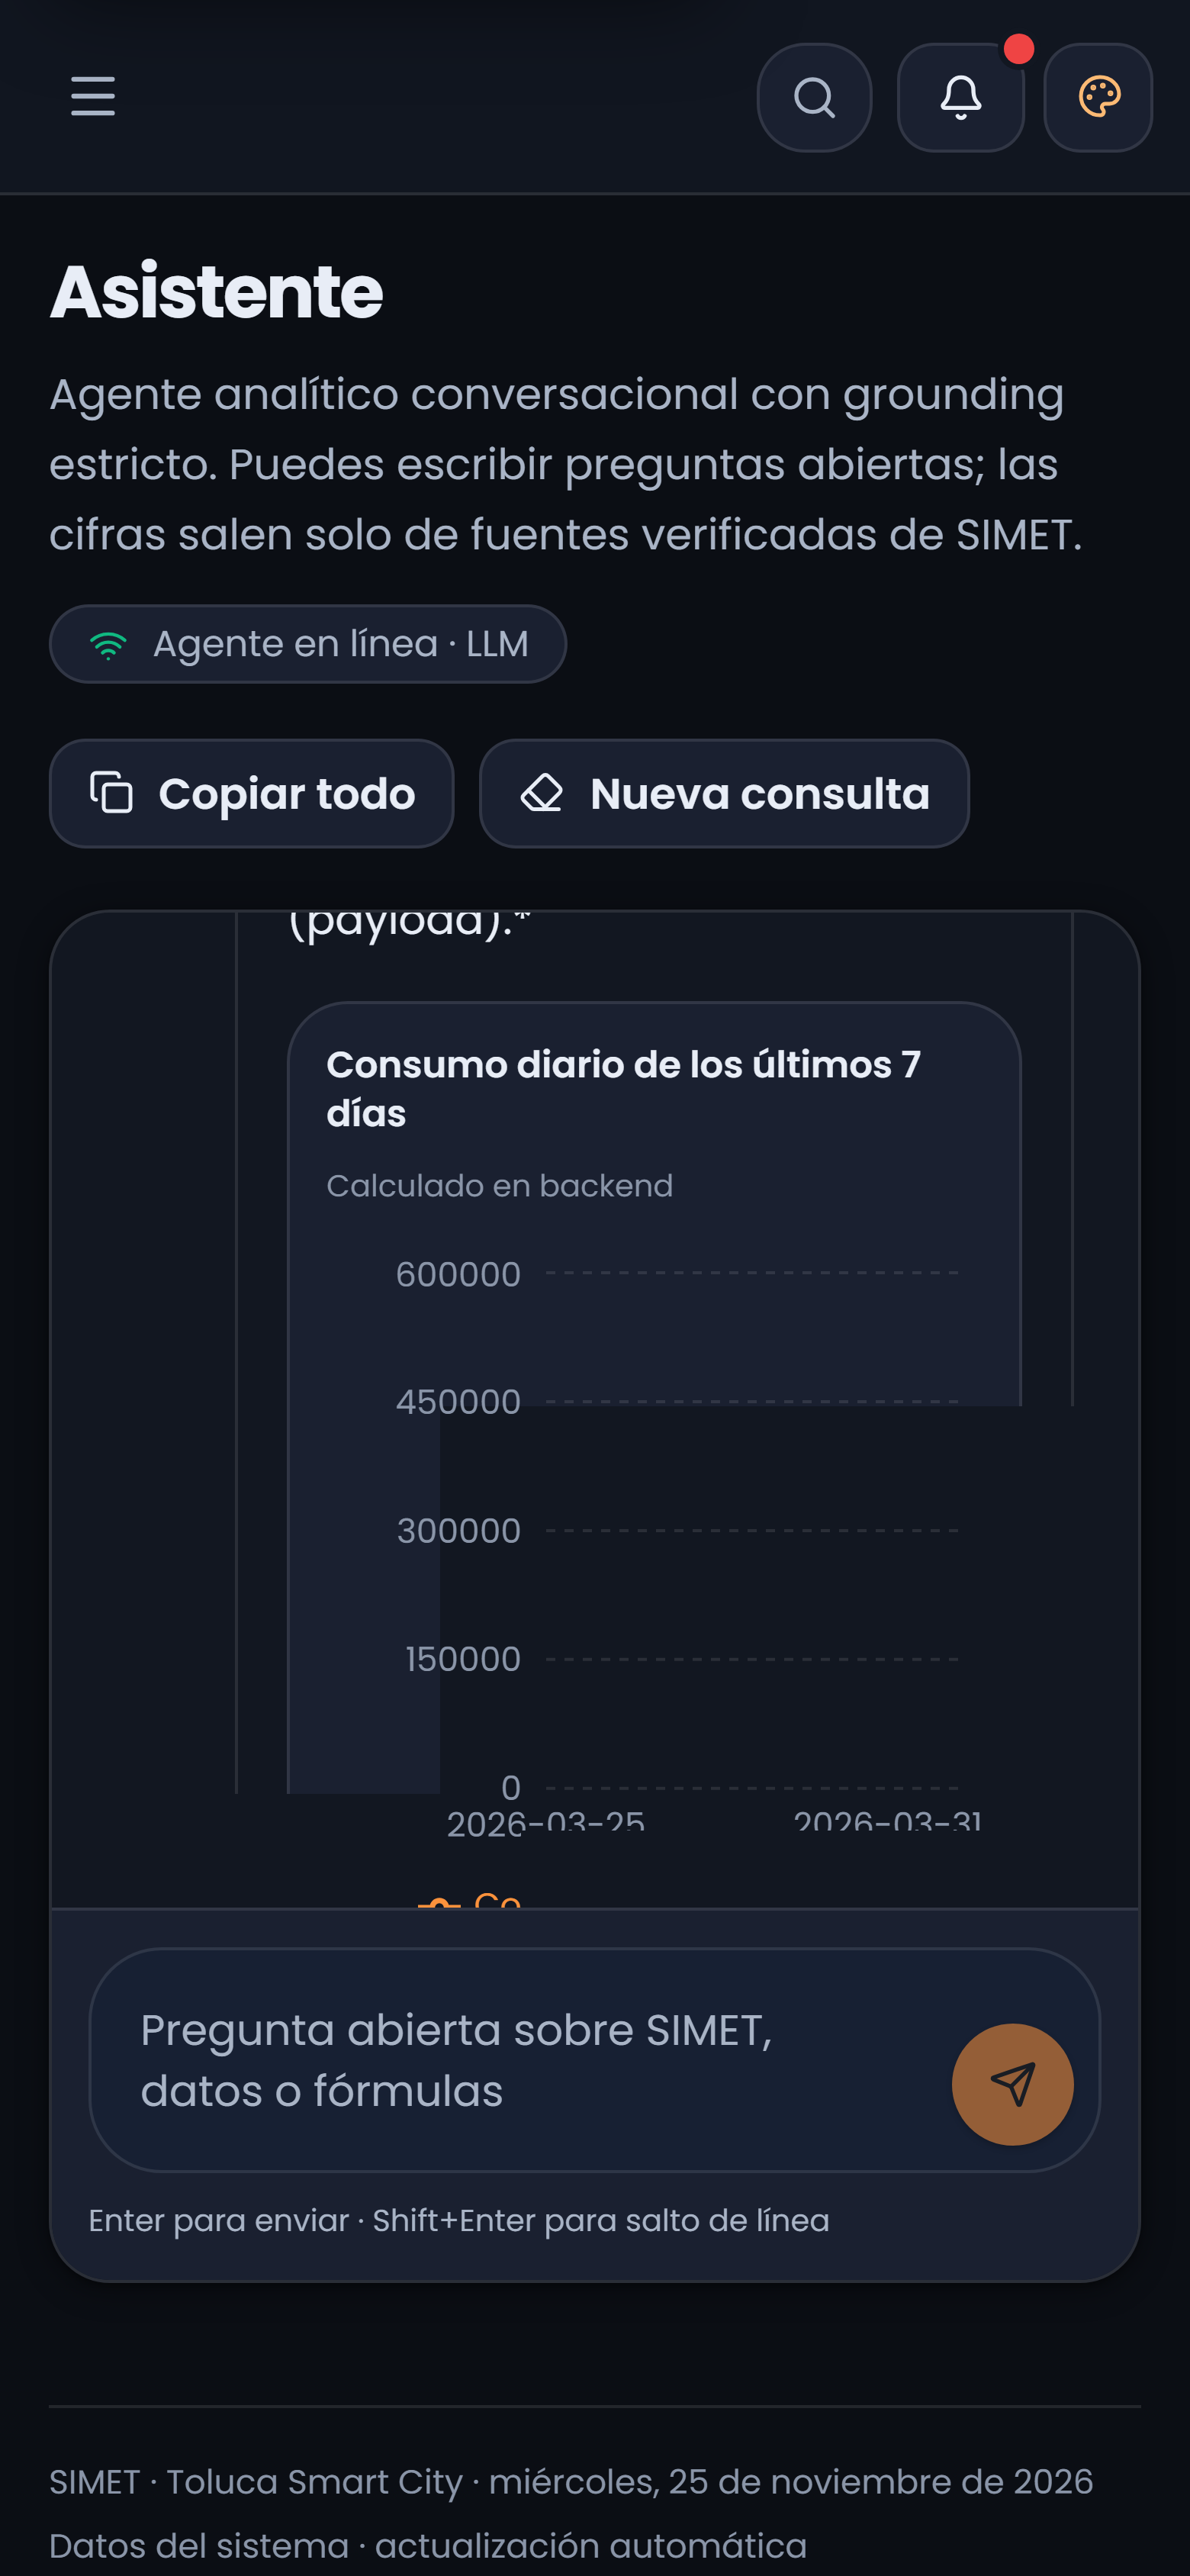 Asistente
Agente analítico conversacional con grounding
estricto. Puedes escribir preguntas abiertas; las
cifras salen solo de fuentes verificadas de SIMET.
Agente en línea · LLM
Copiar todo
Nueva consulta
(payload).*
Consumo diario de los últimos 7
días
Calculado en backend
600000
450000
300000
150000
0
2026-03-25
2026-03-31
Pregunta abierta sobre SIMET,
datos o fórmulas
Enter para enviar · Shift+Enter para salto de línea
SIMET · Toluca Smart City · miércoles, 25 de noviembre de 2026
Datos del sistema · actualización automática